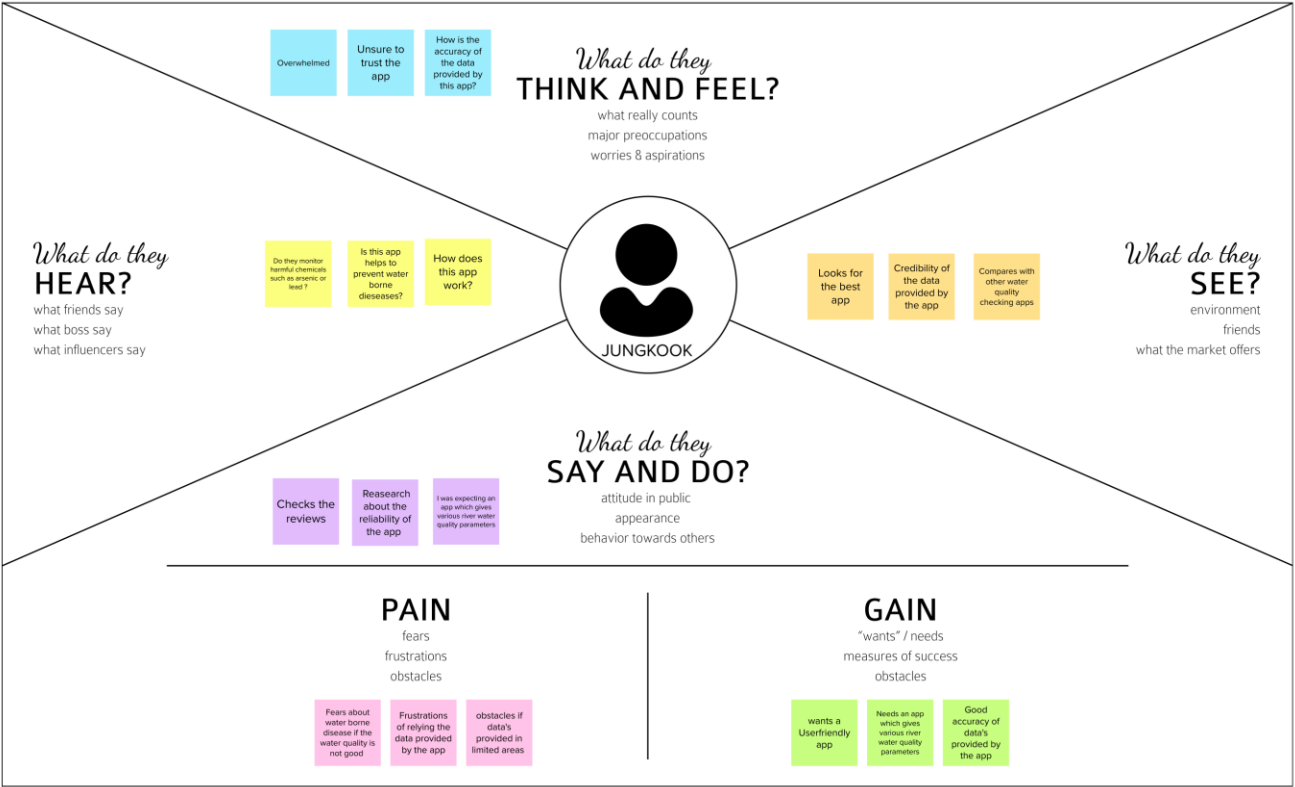 Overwhelmed
Unsure to
trust the
app
How is the
accuracy of
the data
provided by
this app?
What do they
THINK AND FEEL?
what really counts
major preoccupations
worries & aspirations
What do they
HEAR?
what friends say
what boss say
what influencers say
Do they monitor
harmful chemicals
such as arsenic or
lead ?
Is this app
helps to
prevent water
borne
dieseases?
How does
this app
work?
JUNGKOOK
Looks for
the best
app
Credibility of
the data
provided by
the app
Compares with
other water
quality
checking apps
What do they
SEE?
environment
friends
what the market offers
What do they
SAY AND DO?
attitude in public
appearance
behavior towards others
Checks the
reviews
Reasearch
about the
reliability of
the app
I was expecting an
app which gives
various river water
quality parameters
PAIN
fears
frustrations
obstacles
Fears about
water borne
disease if the
water quality is
not good
Frustrations
of relying the
data provided
by the app
obstacles if
data's
provided in
limited areas
GAIN
“wants” / needs
measures of success
obstacles
wants a
Userfriendly
app
Needs an app
which gives
various river
water quality
parameters
Good
accuracy of
data's
provided by
the app